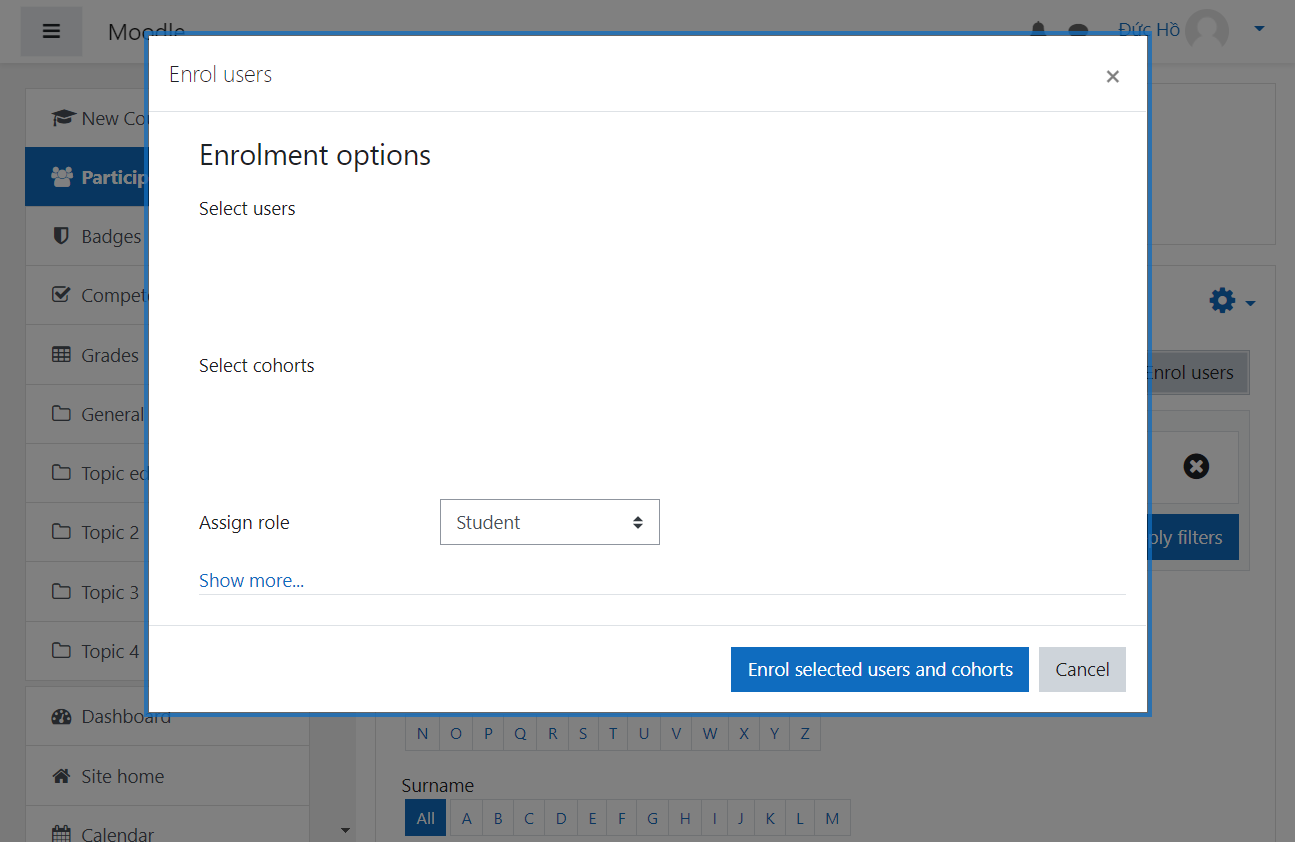 Moodle
Đức Hồ
Enrol users
×
Enrolment options
Select users
Select cohorts
Assign role
Student
Show more...
Enrol selected users and cohorts
Cancel
New Co
Particip
Badges
Compet
Grades
General
Topic ed
Topic 2
Topic 3
Topic 4
Dashboard
Site home
Calendar
Enrol users
ply filters
N O P Q R S T U V W X Y Z
Surname
All A B C D E F G H I J K L M